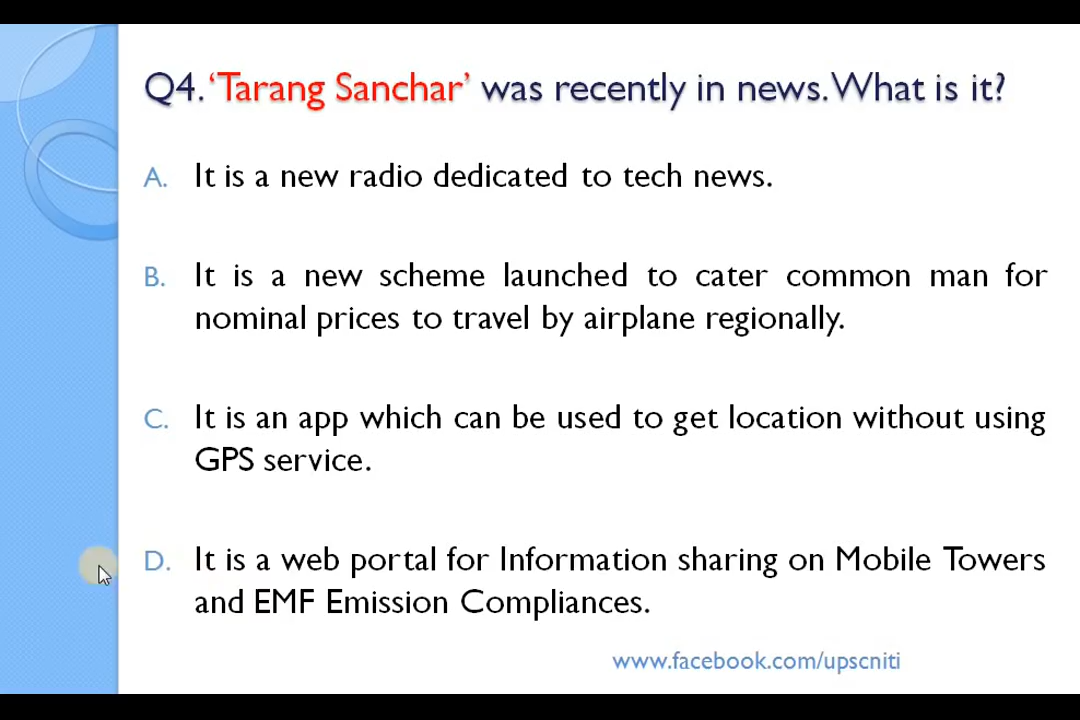 Q4. ‘Tarang Sanchar’ was recently in news. What is it?
A. It is a new radio dedicated to tech news.
B. It is a new scheme launched to cater common man for
nominal prices to travel by airplane regionally.
C. It is an app which can be used to get location without using
GPS service.
D. It is a web portal for Information sharing on Mobile Towers
and EMF Emission Compliances.
www.facebook.com/upscniti